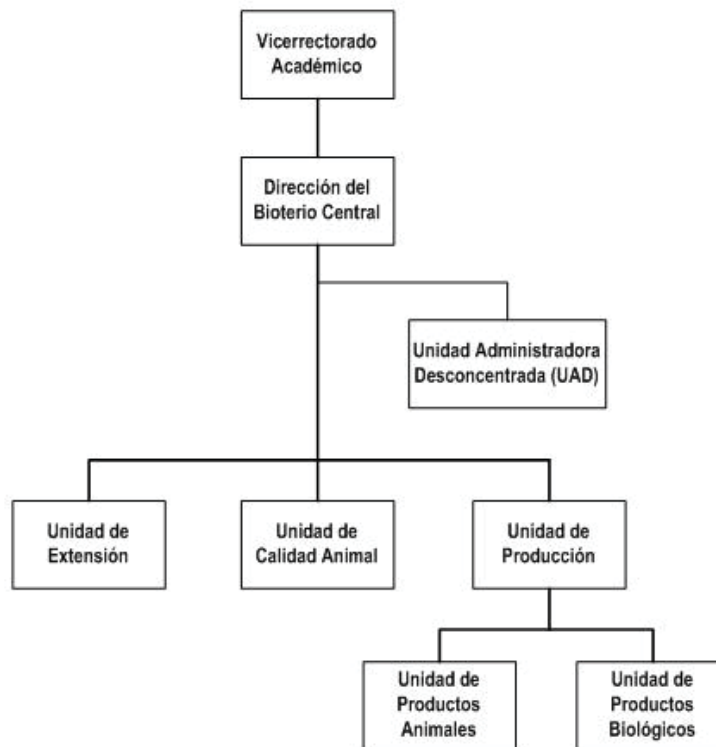 Vicerrectorado
Académico
Dirección del
Bioterio Central
Unidad Administradora
Desconcentrada (UAD)
Unidad de
Extensión
Unidad de
Calidad Animal
Unidad de
Producción
Unidad de
Productos
Animales
Unidad de
Productos
Biológicos